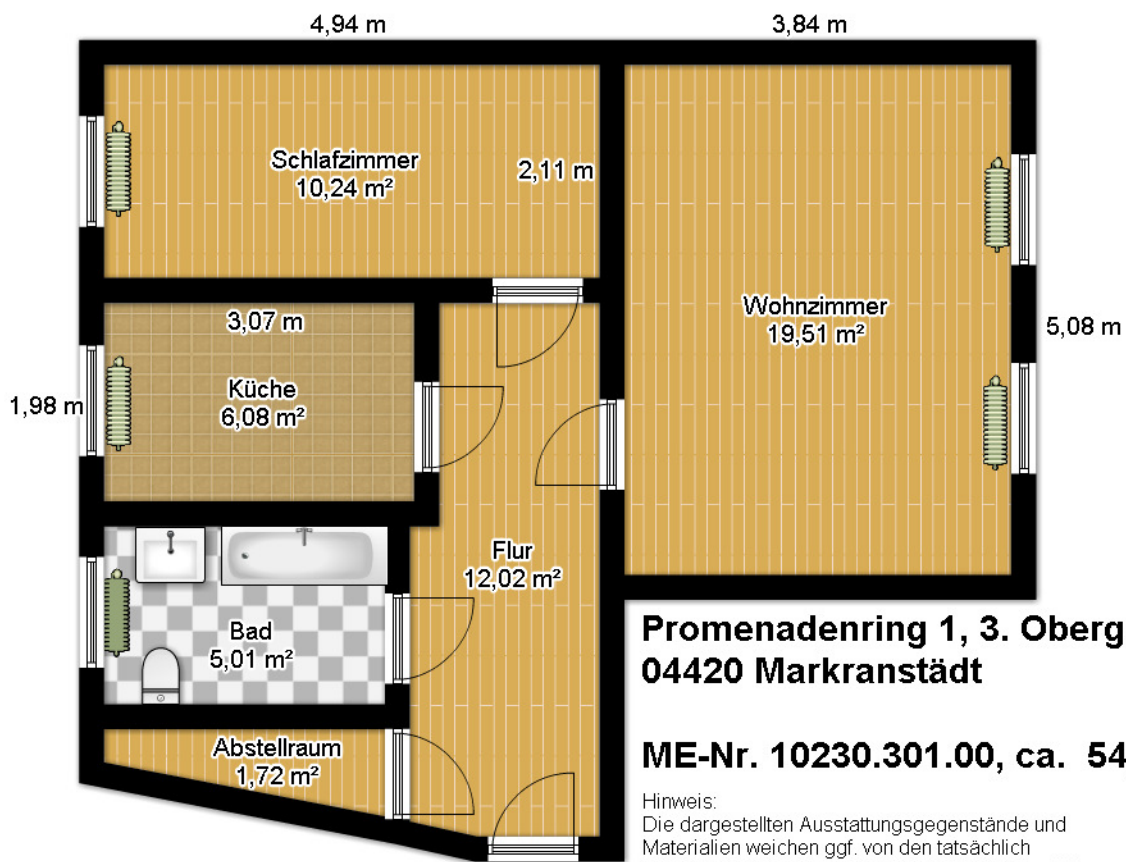 4,94 m
3,84 m
Schlafzimmer
10,24 m²
2,11 m
Wohnzimmer
19,51 m²
5,08 m
3,07 m
Küche
6,08 m²
1,98 m
Flur
12,02 m²
Bad
5,01 m²
Abstellraum
1,72 m²
Promenadenring 1, 3. Oberg
04420 Markranstädt
ME-Nr. 10230.301.00, ca. 54
Hinweis:
Die dargestellten Ausstattungsgegenstände und
Materialien weichen ggf. von den tatsächlich